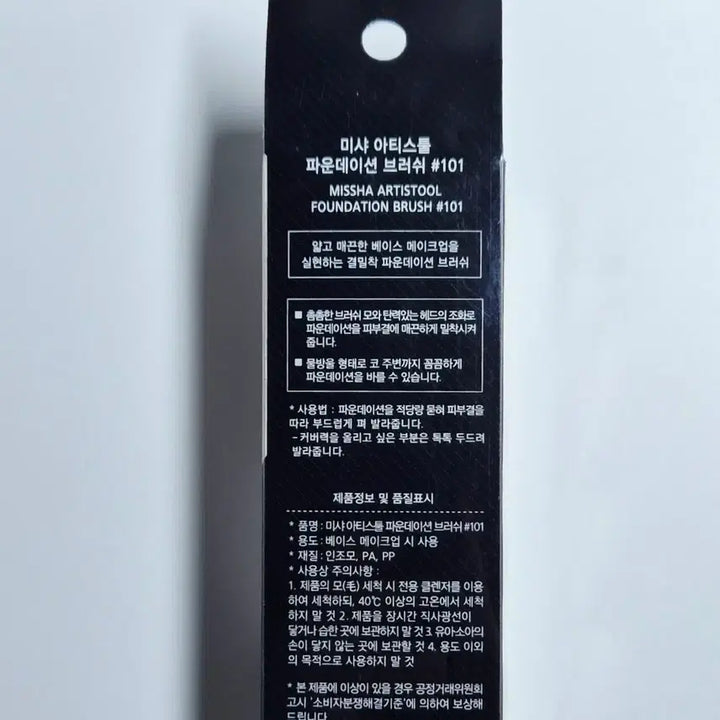 미샤 아티스툴
파운데이션 브러쉬 #101
MISSHA ARTISTOOL
FOUNDATION BRUSH #101
얇고 매끈한 베이스 메이크업을
실현하는 결밀착 파운데이션 브러쉬
■ 촘촘한 브러쉬 모와 탄력있는 헤드의 조화로
파운데이션을 피부결에 매끈하게 밀착시켜
줍니다.
■ 물방울 형태로 코 주변까지 꼼꼼하게
파운데이션을 바를 수 있습니다.
* 사용법 : 파운데이션을 적당량 묻혀 피부결을
따라 부드럽게 펴 발라줍니다.
- 커버력을 올리고 싶은 부분은 톡톡 두드려
발라줍니다.
제품정보 및 품질표시
* 품명 : 미샤 아티스툴 파운데이션 브러쉬 #101
* 용도 : 베이스 메이크업 시 사용
* 재질 : 인조모, PA, PP
* 사용상 주의사항 :
1. 제품의 모(毛) 세척 시 전용 클렌저를 이용
하여 세척하되, 40℃ 이상의 고온에서 세척
하지 말 것 2. 제품을 장시간 직사광선이
닿거나 습한 곳에 보관하지 말 것 3. 유아·소아의
손이 닿지 않는 곳에 보관할 것 4. 용도 이외
의 목적으로 사용하지 말 것
* 본 제품에 이상이 있을 경우 공정거래위원회
고시 '소비자분쟁해결기준'에 의하여 보상해
드립니다.